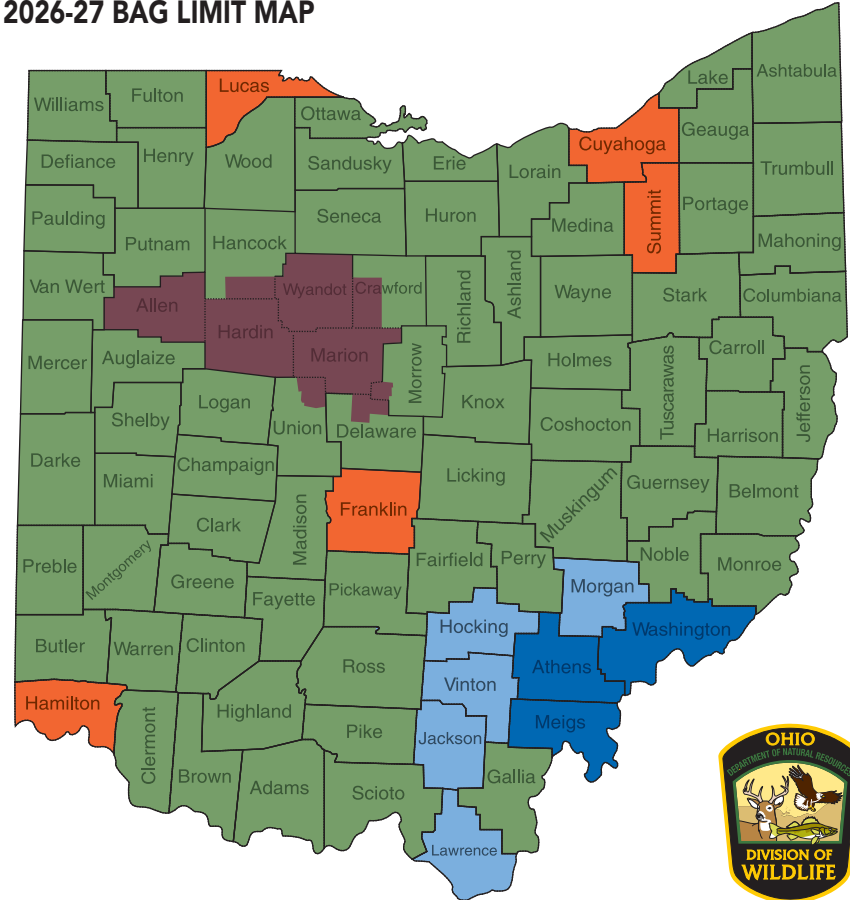 2026-27 BAG LIMIT MAP
Williams
Fulton
Lucas
Ottawa
Lake
Ashtabula
Defiance
Henry
Wood
Sandusky
Erie
Lorain
Cuyahoga
Geauga
Trumbull
Paulding
Putnam
Hancock
Seneca
Huron
Medina
Summit
Portage
Mahoning
Van Wert
Allen
Wyandot
Crawford
Richland
Ashland
Wayne
Stark
Columbiana
Mercer
Auglaize
Hardin
Marion
Morrow
Holmes
Tuscarawas
Carroll
Jefferson
Shelby
Logan
Union
Delaware
Knox
Coshocton
Harrison
Darke
Miami
Champaign
Licking
Muskingum
Guernsey
Belmont
Clark
Madison
Franklin
Preble
Montgomery
Greene
Fayette
Pickaway
Fairfield
Perry
Morgan
Noble
Monroe
Butler
Warren
Clinton
Ross
Hocking
Athens
Washington
Hamilton
Clermont
Highland
Pike
Vinton
Meigs
Brown
Adams
Scioto
Jackson
Gallia
Lawrence
OHIO
DEPARTMENT OF NATURAL RESOURCES
DIVISION OF
WILDLIFE